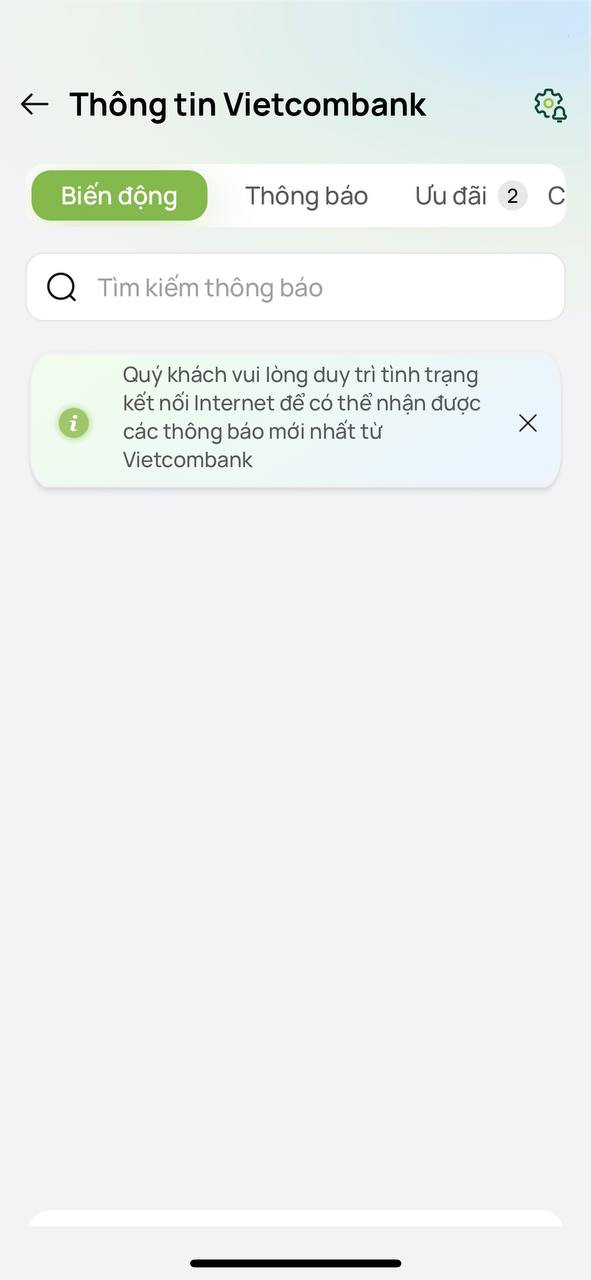 Thông tin Vietcombank
Biến động Thông báo Ưu đãi 2 C
Tìm kiếm thông báo
Quý khách vui lòng duy trì tình trạng
kết nối Internet để có thể nhận được
các thông báo mới nhất từ
Vietcombank